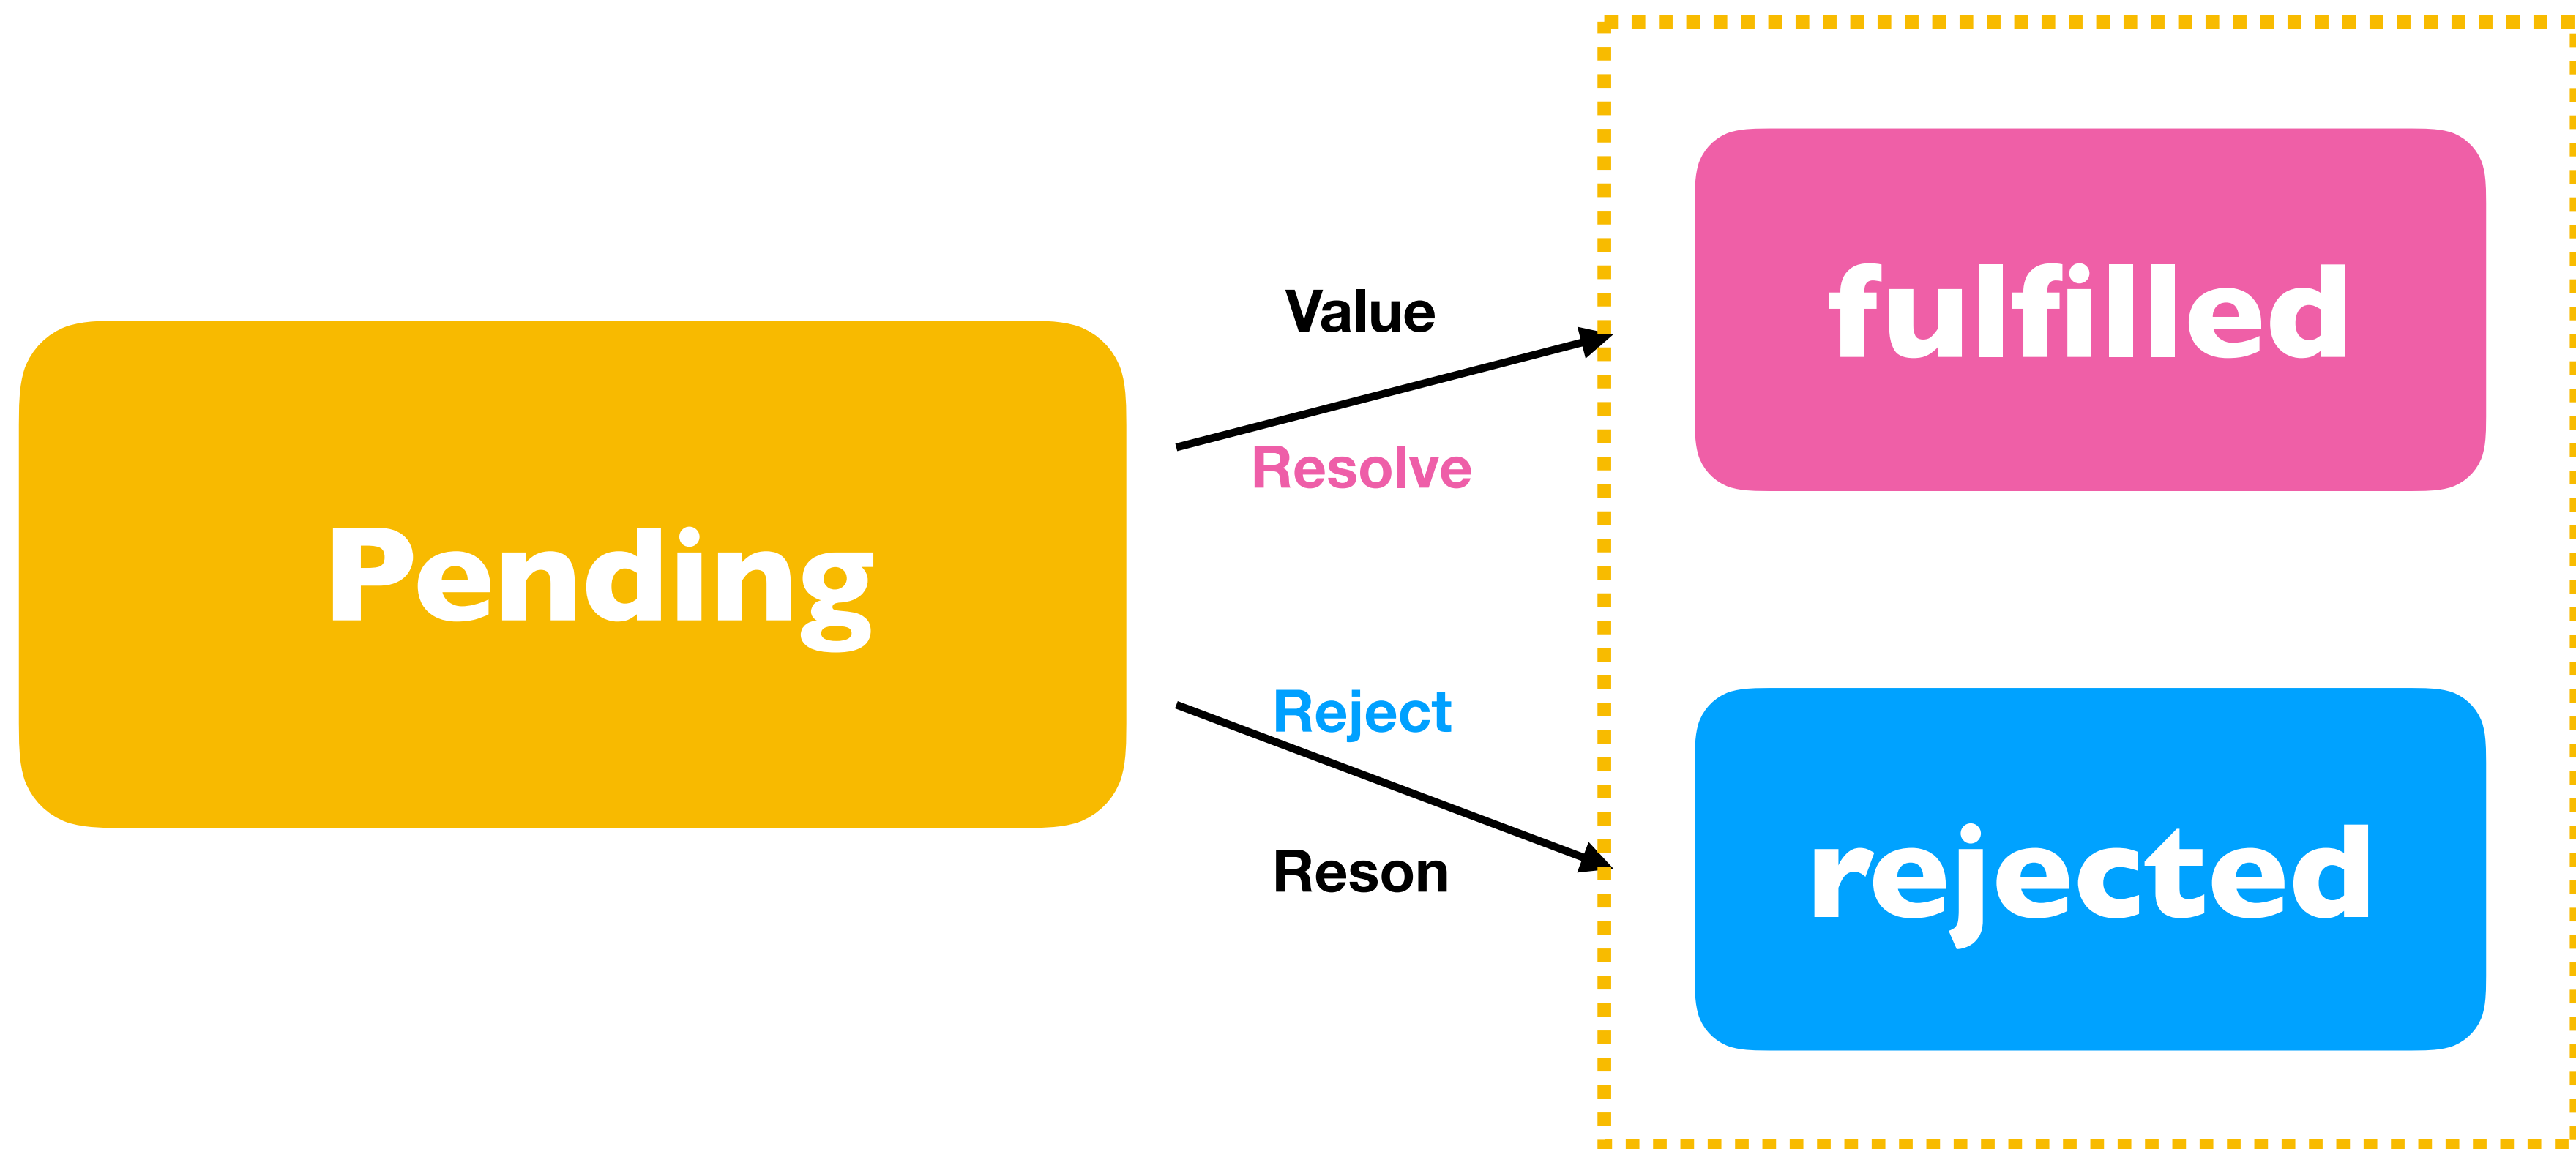 Pending
Value
Resolve
Reject
Reson
fulfilled
rejected